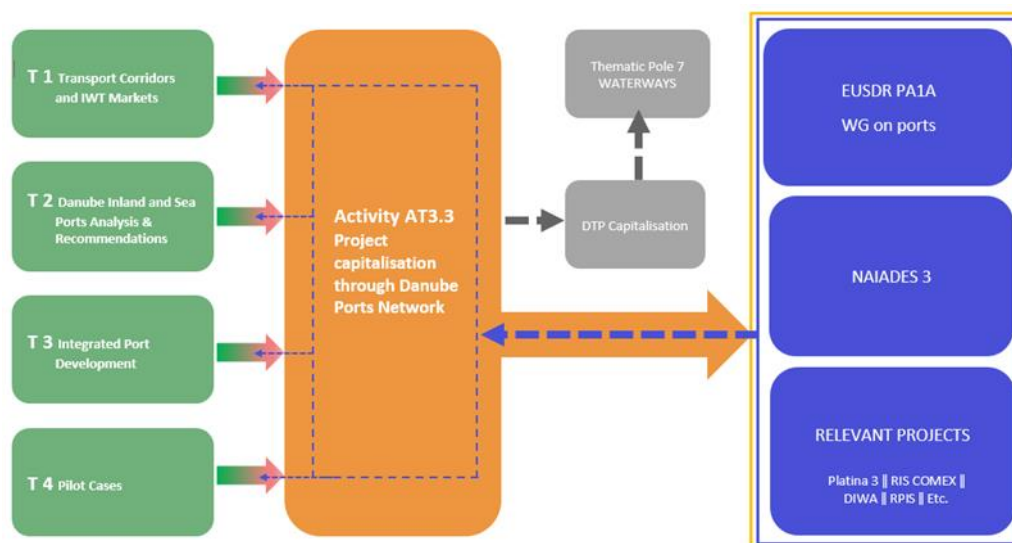 T 1 Transport Corridors
and IWT Markets
T 2 Danube Inland and Sea
Ports Analysis &
Recommendations
T 3 Integrated Port
Development
T 4 Pilot Cases
Activity AT3.3
Project
capitalisation
through Danube
Ports Network
Thematic Pole 7
WATERWAYS
DTP Capitalisation
EUSDR PA1A
WG on ports
NAIADES 3
RELEVANT PROJECTS
Platina 3 || RIS COMEX ||
DIWA || RPIS || Etc.